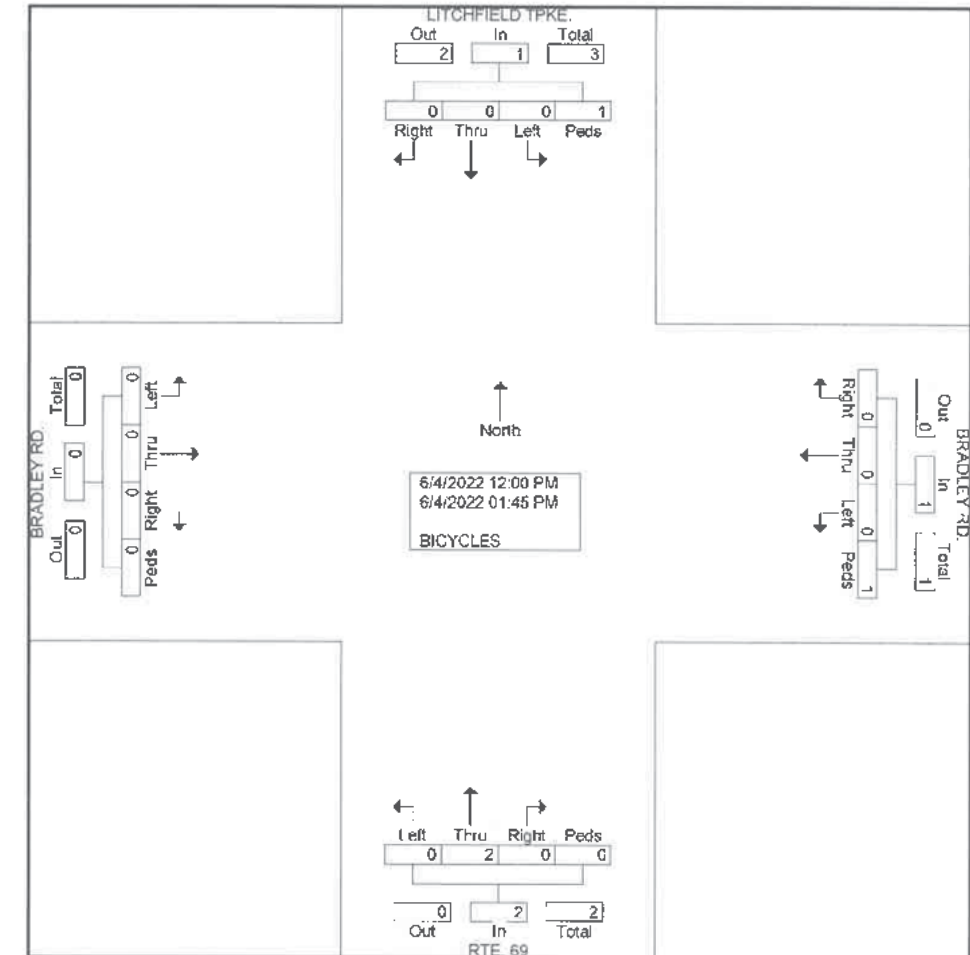 LITCHFIELD TPKE.
Out In Total
2 1 3
0 0 0 1
Right Thru Left Peds
BRADLEY RD.
Total In Out
0 0 0
0 0 0 0
Left Thru Right Peds
North
6/4/2022 12:00 PM
6/4/2022 01:45 PM
BICYCLES
Right Thru Left Peds
0 0 0 1
Out In Total
0 1 1
BRADLEY RD.
Left Thru Right Peds
0 2 0 0
0 2 2
Out In Total
RTE. 69